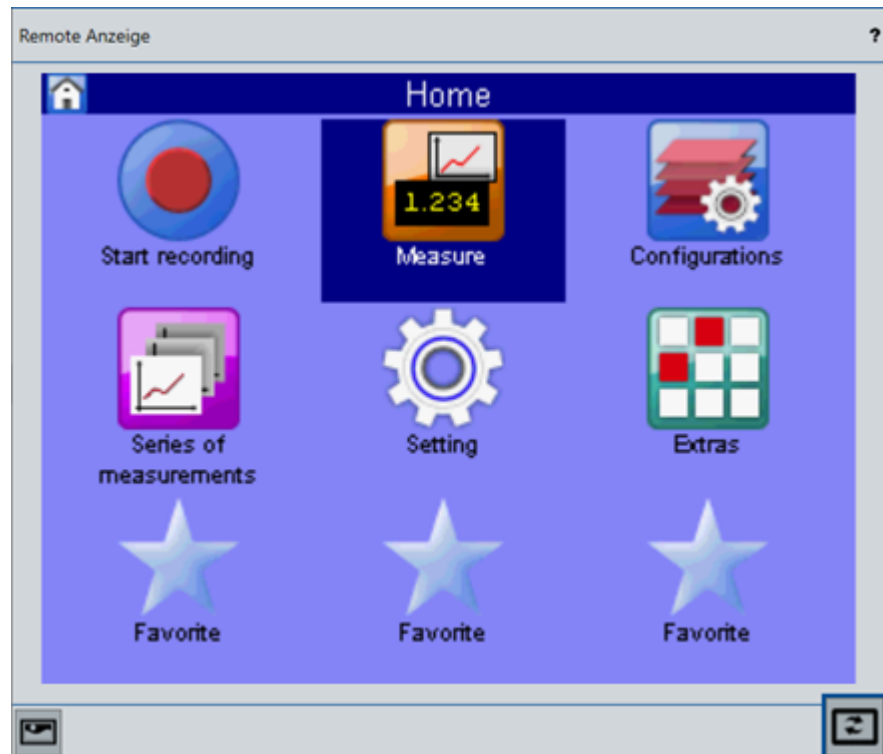 Remote Anzeige ?
Home
Start recording
1.234
Measure
Configurations
Series of
measurements
Setting
Extras
Favorite
Favorite
Favorite